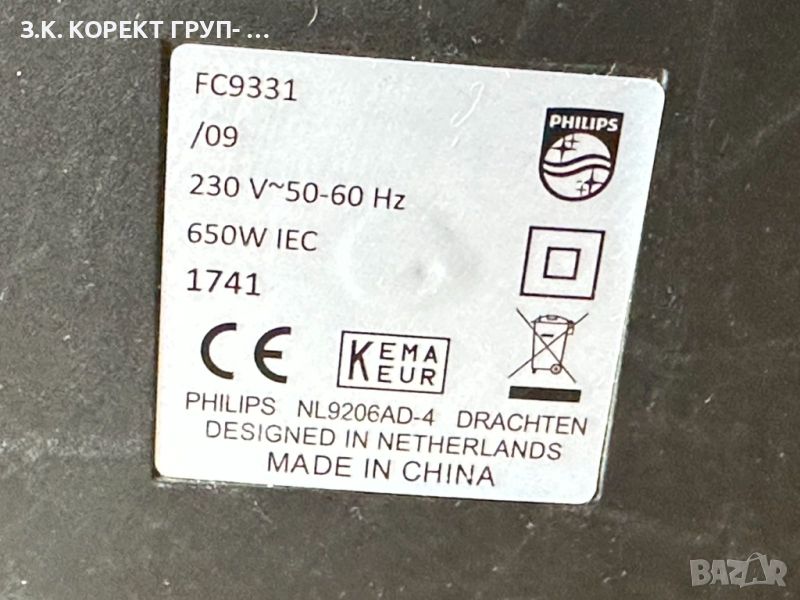 З.К. КОРЕКТ ГРУП-
FC9331
/09
230 V~50-60 Hz
650W IEC
1741
PHILIPS
CE
KEMA
KEUR
PHILIPS NL9206AD-4 DRACHTEN
DESIGNED IN NETHERLANDS
MADE IN CHINA
BAZAR